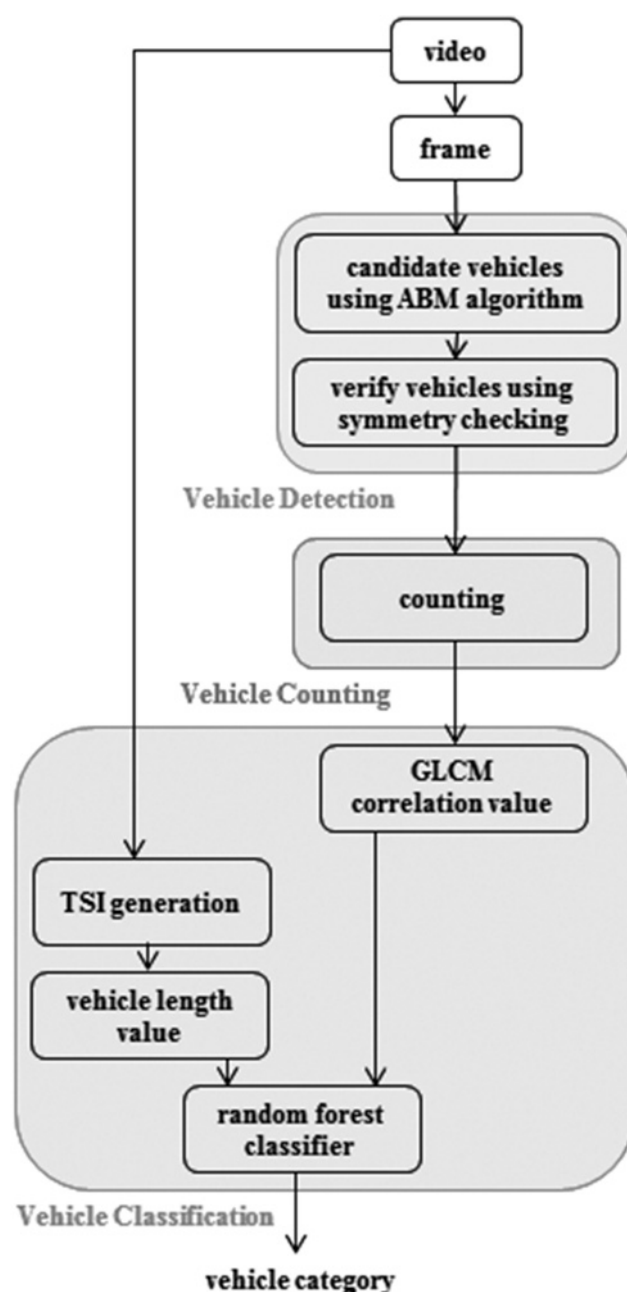 video
frame
candidate vehicles
using ABM algorithm
verify vehicles using
symmetry checking
Vehicle Detection
counting
Vehicle Counting
GLCM
correlation value
TSI generation
vehicle length
value
random forest
classifier
Vehicle Classification
vehicle category